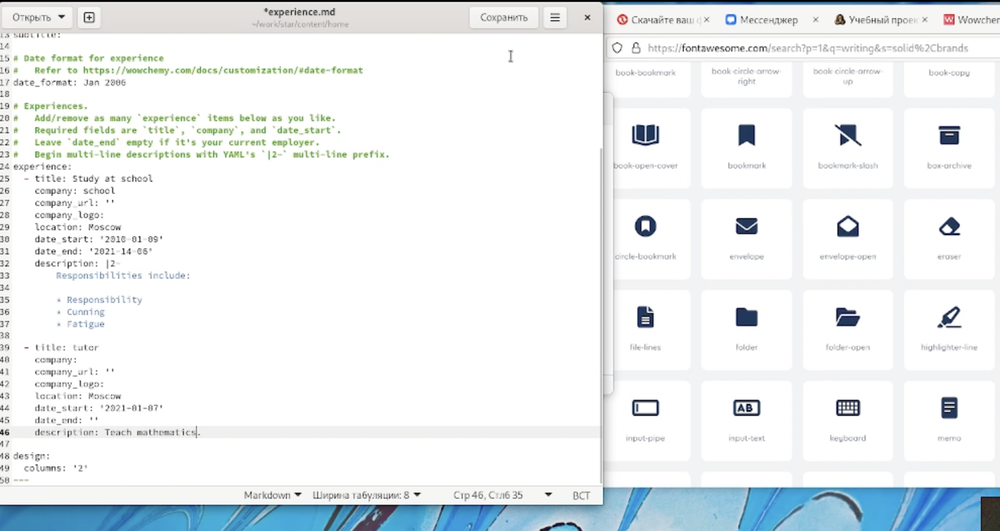 Открыть
*experience.md
~/work/star/content/home
Сохранить
13 subtitle:
14
15 # Date format for experience
16 #   Refer to https://wowchemy.com/docs/customization/#date-format
17 date_format: Jan 2006
18
19 # Experiences.
20 #   Add/remove as many `experience` items below as you like.
21 #   Required fields are `title`, `company`, and `date_start`.
22 #   Leave `date_end` empty if it's your current employer.
23 #   Begin multi-line descriptions with YAML's `|2-` multi-line prefix.
24 experience:
25   - title: Study at school
26     company: school
27     company_url: ''
28     company_logo:
29     location: Moscow
30     date_start: '2010-01-09'
31     date_end: '2021-14-06'
32     description: |2-
33         Responsibilities include:
34
35         * Responsibility
36         * Cunning
37         * Fatigue
38
39   - title: tutor
40     company:
41     company_url: ''
42     company_logo:
43     location: Moscow
44     date_start: '2021-01-07'
45     date_end: ''
46     description: Teach mathematics.
47
48 design:
49   columns: '2'
50 ---
Markdown Ширина табуляции: 8 Стр 46, Стлб 35 ВСТ
Скачайте ваш Мессенджер Учебный проек Wowchem
https://fontawesome.com/search?p=1&q=writing&s=solid%2Cbrands
book-bookmark book-circle-arrow-right book-circle-arrow-up book-copy
book-open-cover bookmark bookmark-slash box-archive
circle-bookmark envelope envelope-open eraser
file-lines folder folder-open highlighter-line
AB
input-pipe input-text keyboard memo